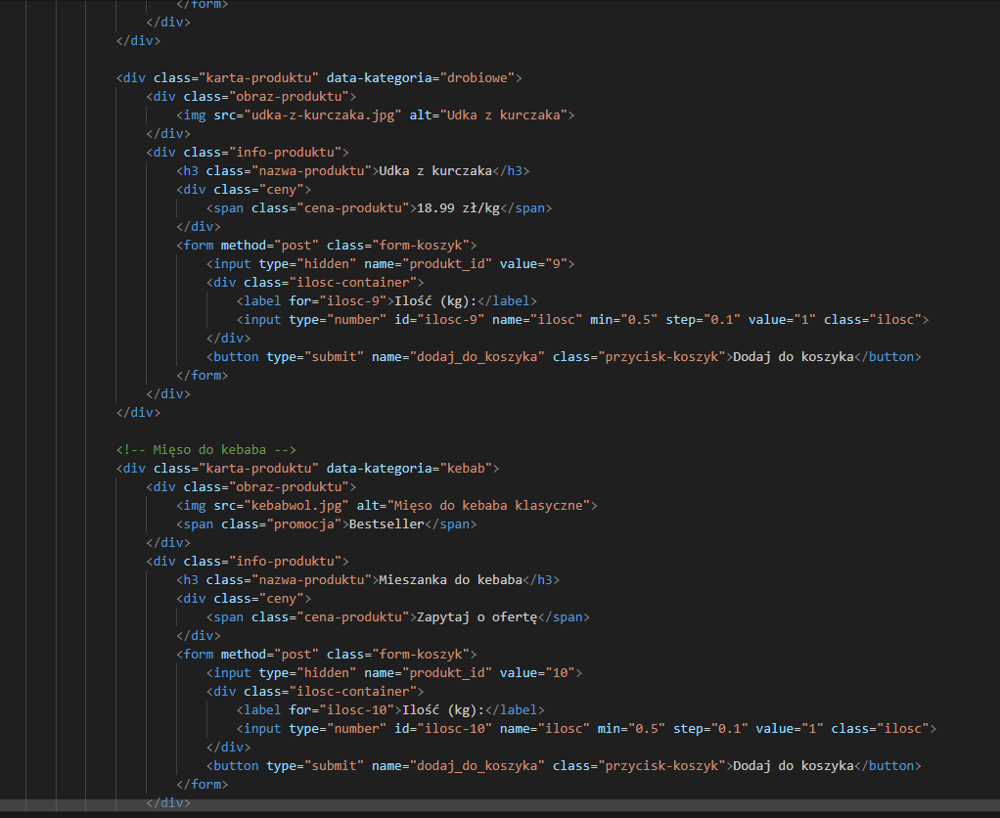 </form>
</div>
</div>
<div class="karta-produktu" data-kategoria="drobiowe">
<div class="obraz-produktu">
<img src="udka-z-kurczaka.jpg" alt="Udka z kurczaka">
</div>
<div class="info-produktu">
<h3 class="nazwa-produktu">Udka z kurczaka</h3>
<div class="ceny">
<span class="cena-produktu">18.99 zł/kg</span>
</div>
<form method="post" class="form-koszyk">
<input type="hidden" name="produkt_id" value="9">
<div class="ilosc-container">
<label for="ilosc-9">Ilość (kg):</label>
<input type="number" id="ilosc-9" name="ilosc" min="0.5" step="0.1" value="1" class="ilosc">
</div>
<button type="submit" name="dodaj_do_koszyka" class="przycisk-koszyk">Dodaj do koszyka</button>
</form>
</div>
</div>
<!-- Mięso do kebaba -->
<div class="karta-produktu" data-kategoria="kebab">
<div class="obraz-produktu">
<img src="kebabwol.jpg" alt="Mięso do kebaba klasyczne">
<span class="promocja">Bestseller</span>
</div>
<div class="info-produktu">
<h3 class="nazwa-produktu">Mieszanka do kebaba</h3>
<div class="ceny">
<span class="cena-produktu">Zapytaj o ofertę</span>
</div>
<form method="post" class="form-koszyk">
<input type="hidden" name="produkt_id" value="10">
<div class="ilosc-container">
<label for="ilosc-10">Ilość (kg):</label>
<input type="number" id="ilosc-10" name="ilosc" min="0.5" step="0.1" value="1" class="ilosc">
</div>
<button type="submit" name="dodaj_do_koszyka" class="przycisk-koszyk">Dodaj do koszyka</button>
</form>
</div>